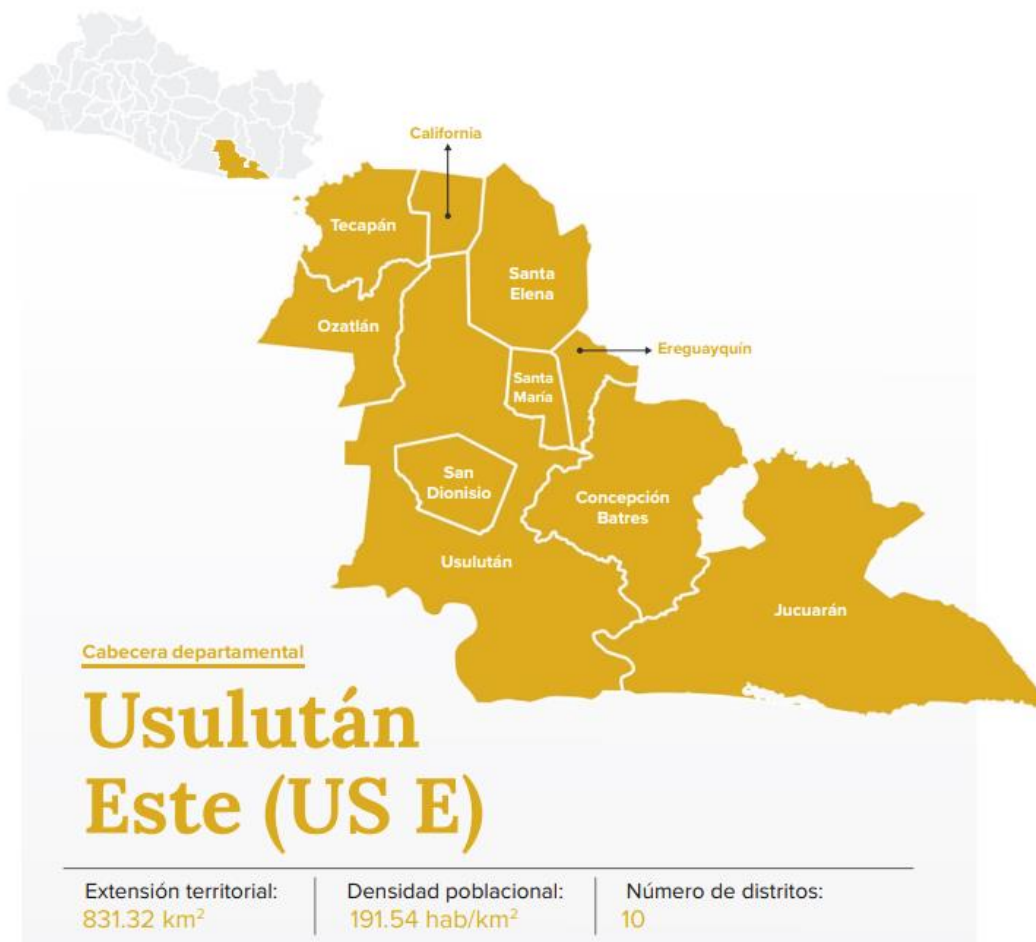 California
Tecapán
Santa
Elena
Ozatlán
Ereguayquín
Santa
María
San
Dionisio
Concepción
Batres
Usulután
Jucuarán
Cabecera departamental
Usulután
Este (US E)
Extensión territorial:
831.32 km²
Densidad poblacional:
191.54 hab/km²
Número de distritos:
10